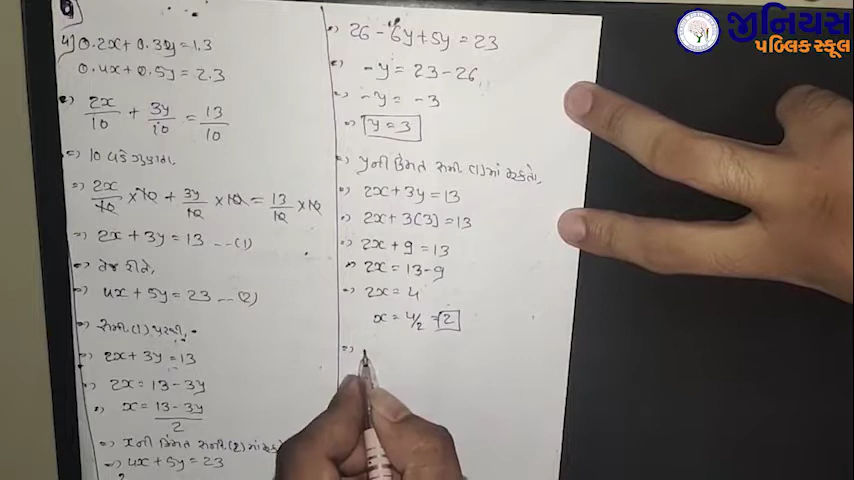 4) 0.2x + 0.3y = 1.3
0.4x + 0.5y = 2.3
=) 2x/10 + 3y/10 = 13/10
=) 10 વડે ગુણતા,
=) 2x/10 × 10 + 3y/10 × 10 = 13/10 × 10
=) 2x + 3y = 13 --- (1)
=) તેજ રીતે,
=) 4x + 5y = 23 --- (2)
=) સમી. (1) પરથી,
=) 2x + 3y = 13
=) 2x = 13 - 3y
=) x = 13 - 3y/2
=) xની કિંમત સમી. (2) માં મૂકતા
=) 4x + 5y = 23
=) 26 - 6y + 5y = 23
=) -y = 23 - 26
=) -y = -3
=) y = 3
=) yની કિંમત સમી. (1) માં મૂકતા,
=) 2x + 3y = 13
=) 2x + 3(3) = 13
=) 2x + 9 = 13
=) 2x = 13 - 9
=) 2x = 4
x = 4/2 = 2
=)
જીનિયસ
પબ્લિક સ્કૂલ